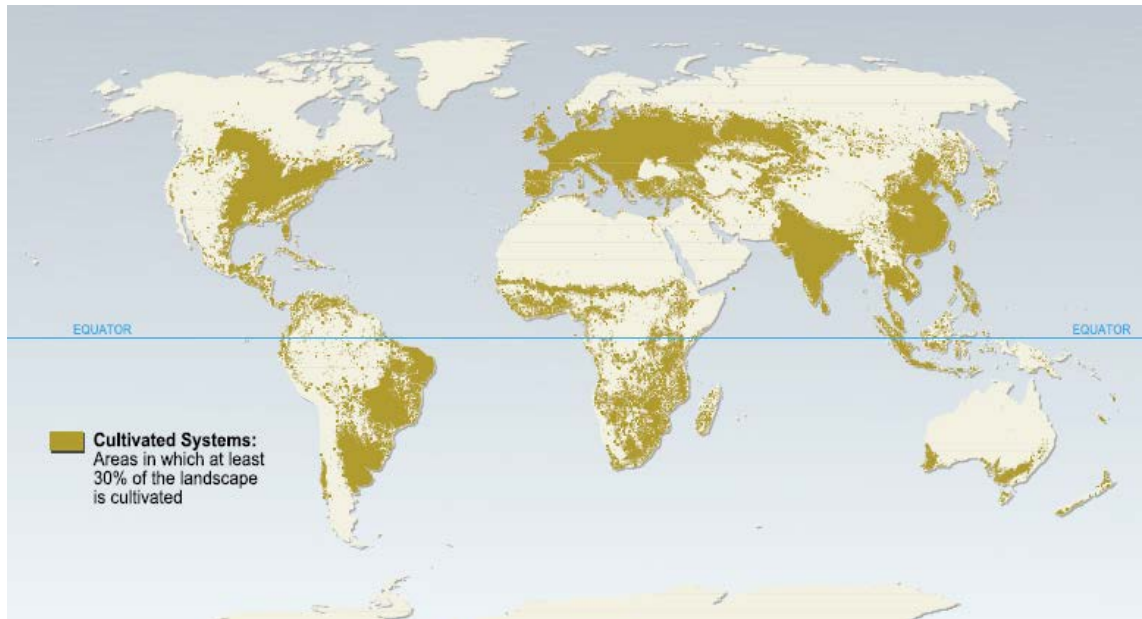 EQUATOR
EQUATOR
Cultivated Systems:
Areas in which at least
30% of the landscape
is cultivated